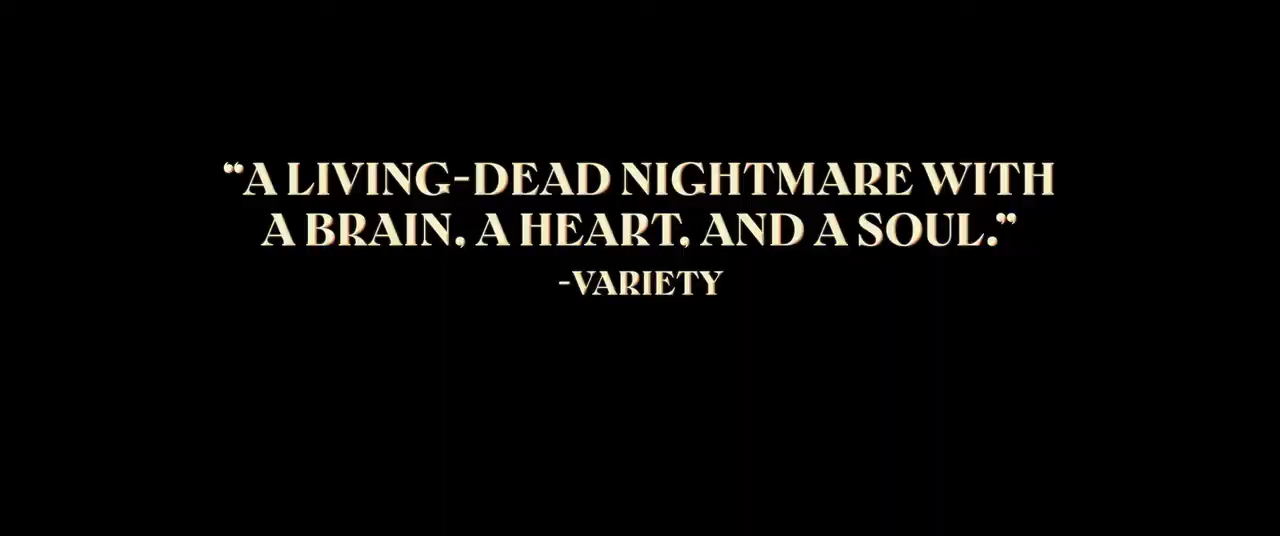 “A LIVING-DEAD NIGHTMARE WITH
A BRAIN, A HEART, AND A SOUL.”
-VARIETY